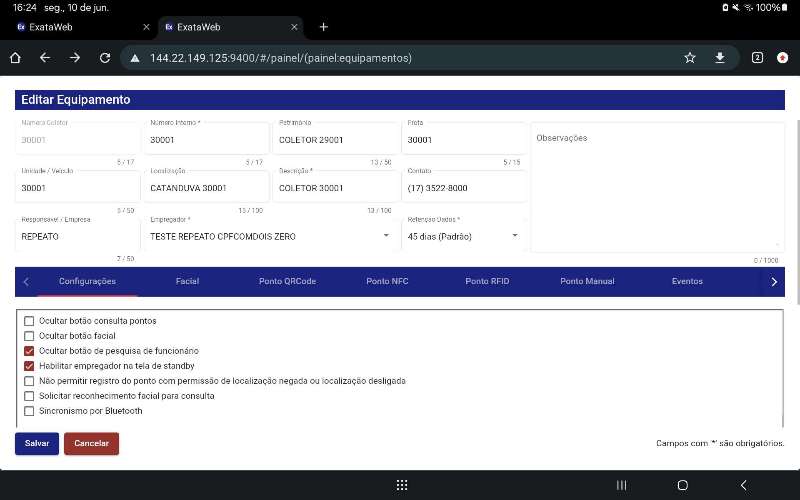 16:24 seg., 10 de jun. 100%
ExataWeb ExataWeb
144.22.149.125:9400/#/painel/(painel:equipamentos) 2
Editar Equipamento
Número Coletor Número Interno * Patrimônio Frota
30001 30001 COLETOR 29001 30001 Observações
5 / 17 5 / 17 13 / 50 5 / 15
Unidade / Veículo Localização Descrição * Contato
30001 CATANDUVA 30001 COLETOR 30001 (17) 3522-8000
5 / 50 15 / 100 13 / 100
Responsável / Empresa Empregador * Retenção Dados *
REPEATO TESTE REPEATO CPFCOMDOIS ZERO 45 dias (Padrão)
7 / 50 0 / 1000
Configurações Facial Ponto QRCode Ponto NFC Ponto RFID Ponto Manual Eventos
Ocultar botão consulta pontos
Ocultar botão facial
Ocultar botão de pesquisa de funcionário
Habilitar empregador na tela de standby
Não permitir registro do ponto com permissão de localização negada ou localização desligada
Solicitar reconhecimento facial para consulta
Sincronismo por Bluetooth
Salvar Cancelar Campos com '*' são obrigatórios.